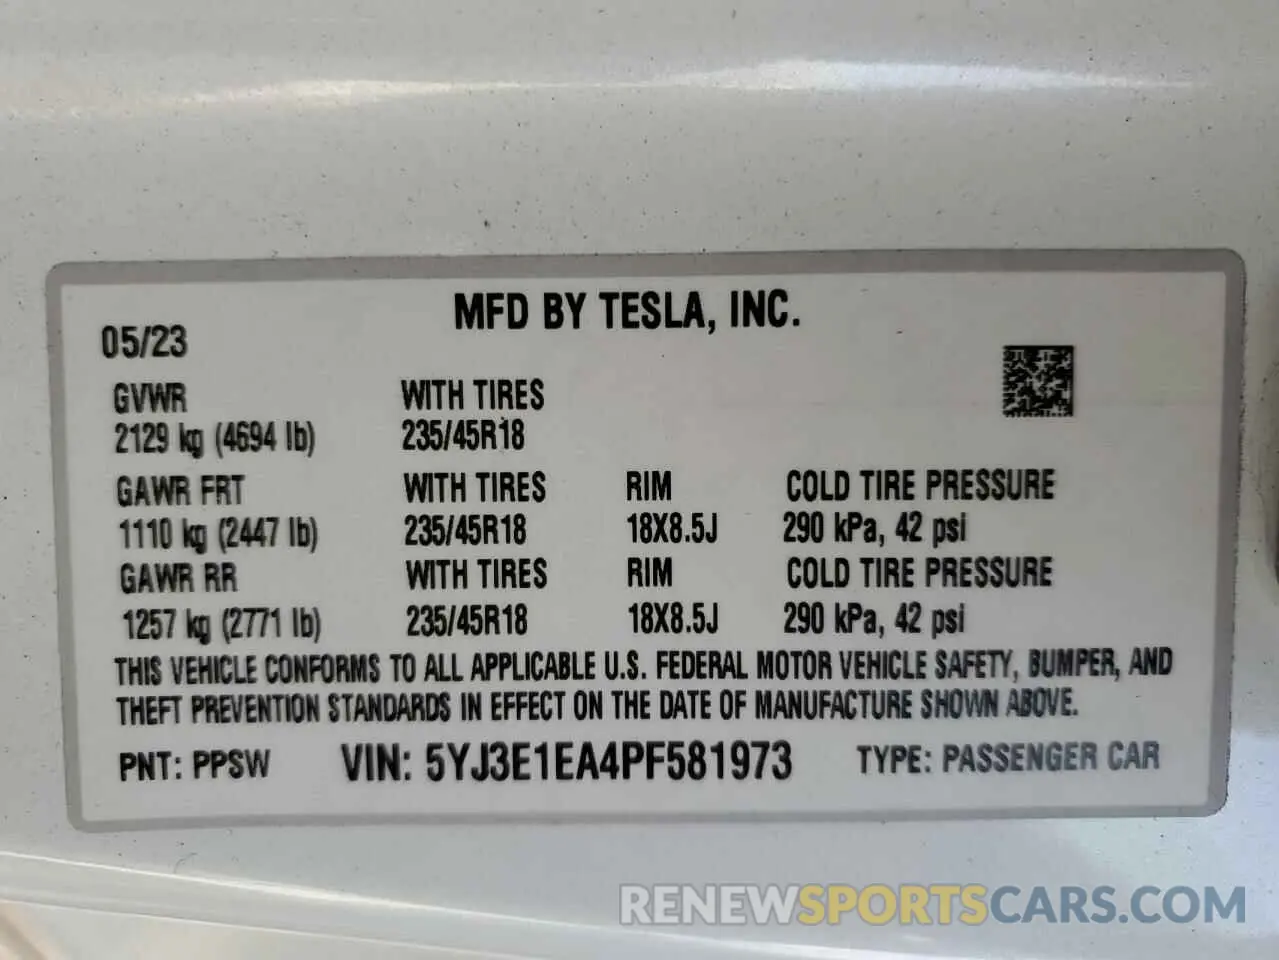 MFD BY TESLA, INC.
05/23
GVWR WITH TIRES
2129 kg (4694 lb) 235/45R18
GAWR FRT WITH TIRES RIM COLD TIRE PRESSURE
1110 kg (2447 lb) 235/45R18 18X8.5J 290 kPa, 42 psi
GAWR RR WITH TIRES RIM COLD TIRE PRESSURE
1257 kg (2771 lb) 235/45R18 18X8.5J 290 kPa, 42 psi
THIS VEHICLE CONFORMS TO ALL APPLICABLE U.S. FEDERAL MOTOR VEHICLE SAFETY, BUMPER, AND
THEFT PREVENTION STANDARDS IN EFFECT ON THE DATE OF MANUFACTURE SHOWN ABOVE.
PNT: PPSW VIN: 5YJ3E1EA4PF581973 TYPE: PASSENGER CAR
RENEWSPORTSCARS.COM